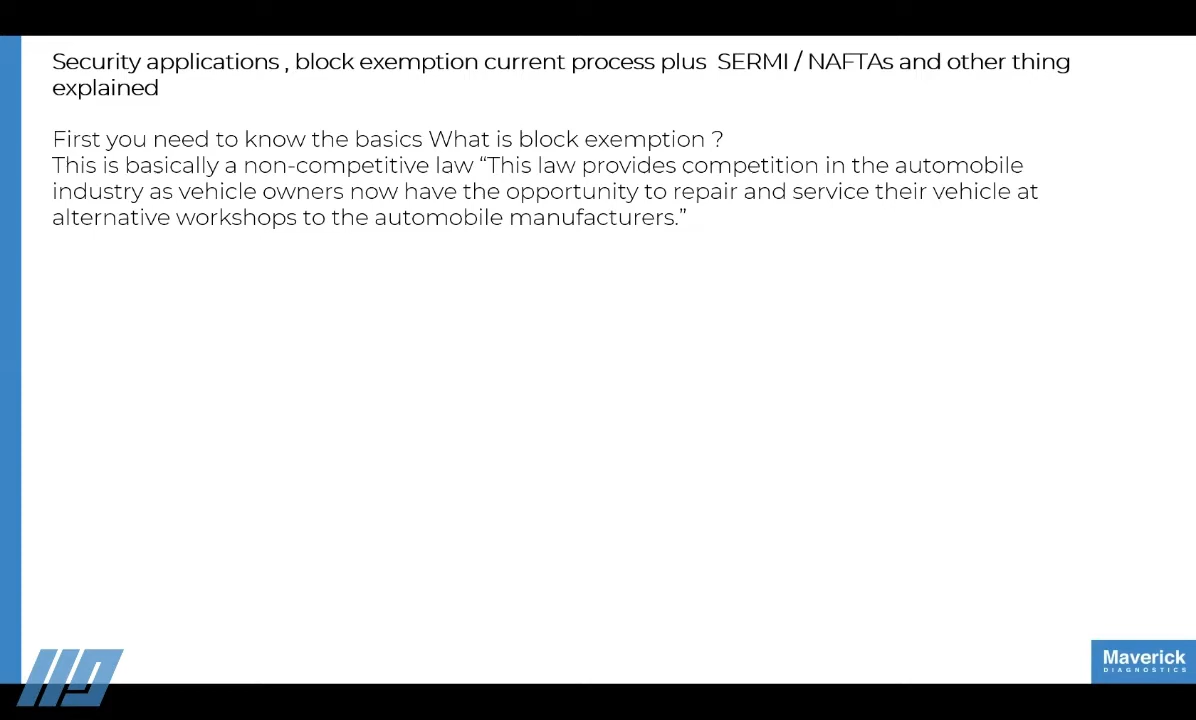 Security applications , block exemption current process plus  SERMI / NAFTAs and other thing
explained
First you need to know the basics What is block exemption ?
This is basically a non-competitive law “This law provides competition in the automobile
industry as vehicle owners now have the opportunity to repair and service their vehicle at
alternative workshops to the automobile manufacturers.”
Maverick
DIAGNOSTICS